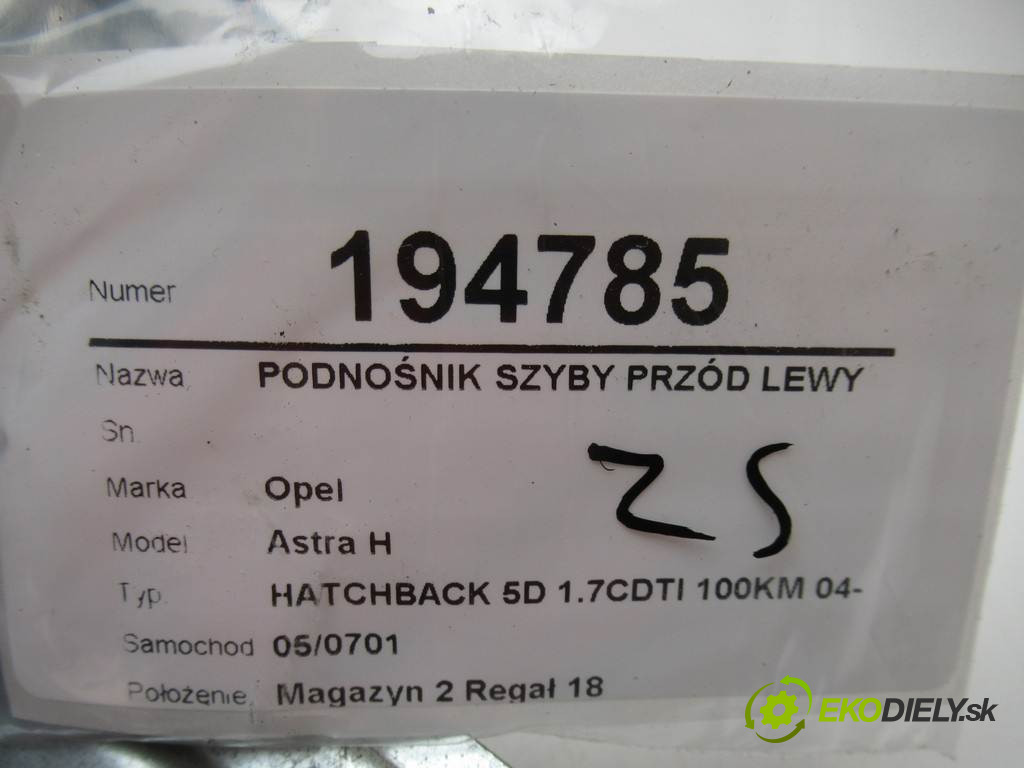 Numer 194785
Nazwa PODNOŚNIK SZYBY PRZÓD LEWY
Sn
Marka Opel
Model Astra H
Typ HATCHBACK 5D 1.7CDTI 100KM 04-
Samochod 05/0701
Położenie Magazyn 2 Regał 18
ZS
EKODIELY.sk